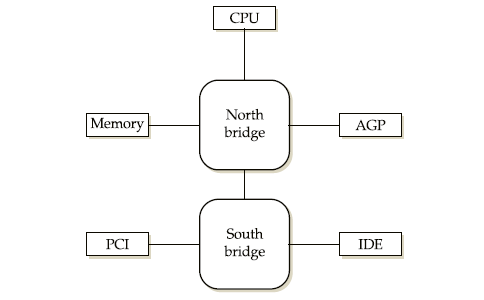 CPU
Memory
North
bridge
AGP
PCI
South
bridge
IDE